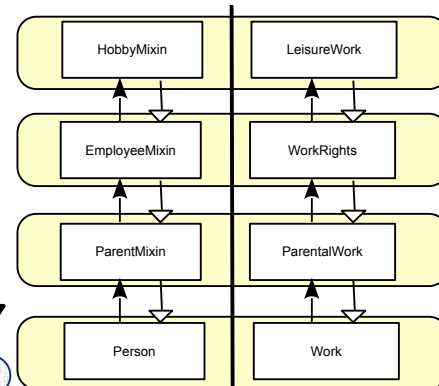 HobbyMixin LeisureWork
EmployeeMixin WorkRights
ParentMixin ParentalWork
Person Work